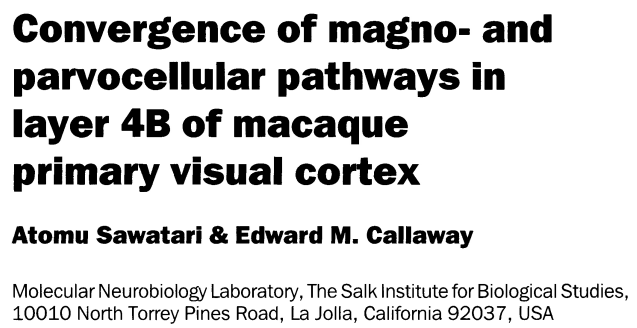 Convergence of magno- and
parvocellular pathways in
layer 4B of macaque
primary visual cortex
Atomu Sawatari & Edward M. Callaway
Molecular Neurobiology Laboratory, The Salk Institute for Biological Studies,
10010 North Torrey Pines Road, La Jolla, California 92037, USA